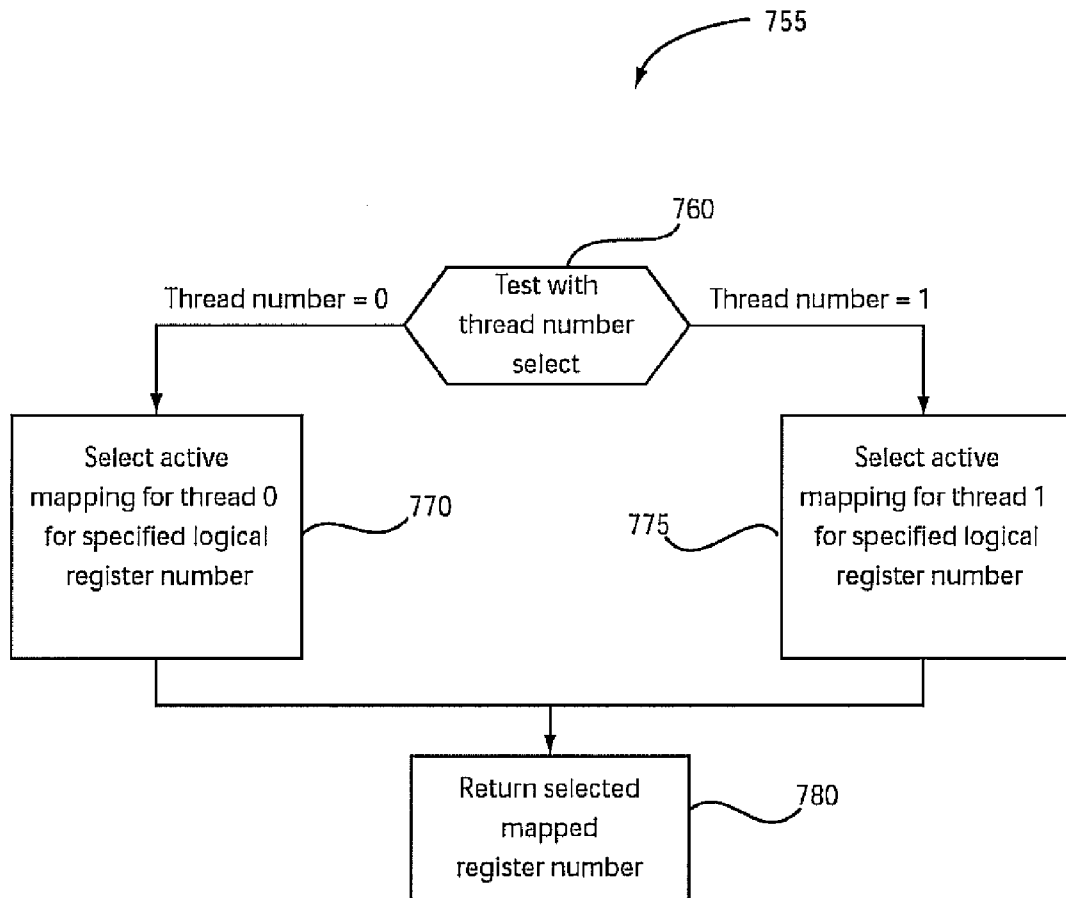 755
760
Test with
thread number
select
Thread number = 0
Thread number = 1
Select active
mapping for thread 0
for specified logical
register number
770
775
Select active
mapping for thread 1
for specified logical
register number
Return selected
mapped
register number
780